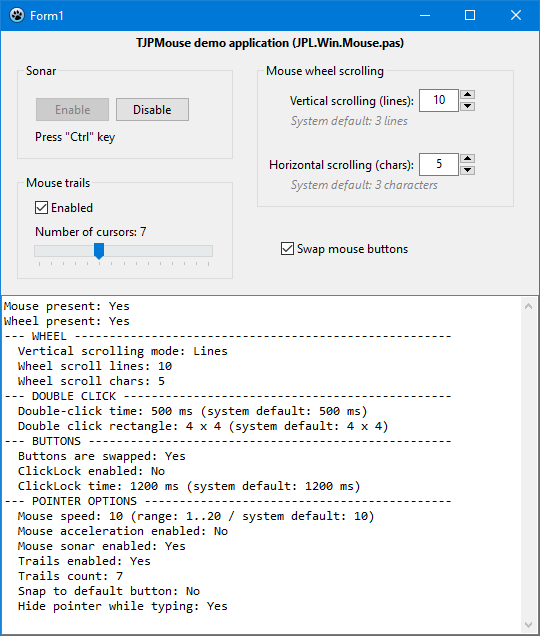 Form1
TJPMouse demo application (JPL.Win.Mouse.pas)
Sonar
Enable
Disable
Press "Ctrl" key
Mouse wheel scrolling
Vertical scrolling (lines):
10
System default: 3 lines
Horizontal scrolling (chars):
5
System default: 3 characters
Mouse trails
Enabled
Number of cursors: 7
Swap mouse buttons
Mouse present: Yes
Wheel present: Yes
--- WHEEL ------------------------------------------------------
Vertical scrolling mode: Lines
Wheel scroll lines: 10
Wheel scroll chars: 5
--- DOUBLE CLICK -----------------------------------------------
Double-click time: 500 ms (system default: 500 ms)
Double click rectangle: 4 x 4 (system default: 4 x 4)
--- BUTTONS ----------------------------------------------------
Buttons are swapped: Yes
ClickLock enabled: No
ClickLock time: 1200 ms (system default: 1200 ms)
--- POINTER OPTIONS --------------------------------------------
Mouse speed: 10 (range: 1..20 / system default: 10)
Mouse acceleration enabled: No
Mouse sonar enabled: Yes
Trails enabled: Yes
Trails count: 7
Snap to default button: No
Hide pointer while typing: Yes